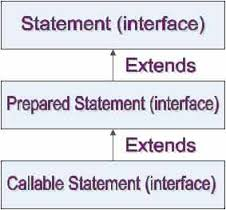 Statement (interface)
Extends
Prepared Statement (interface)
Extends
Callable Statement (interface)